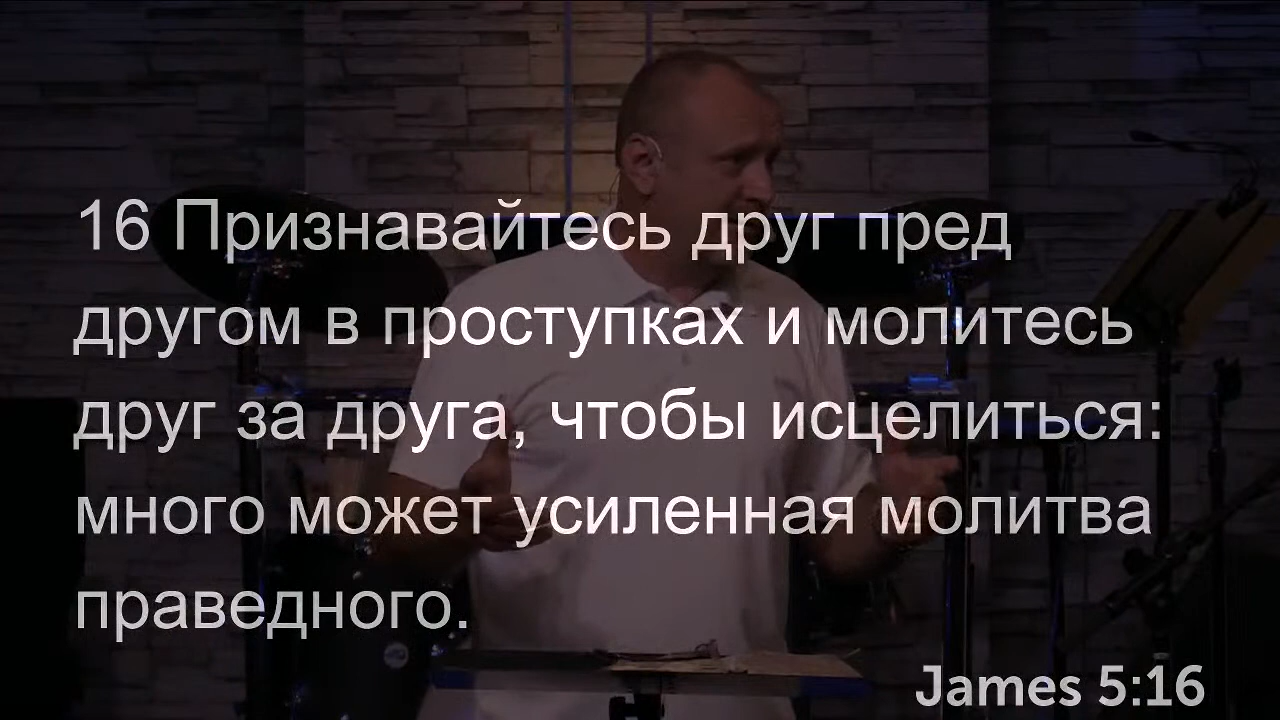 16 Признавайтесь друг пред
другом в проступках и молитесь
друг за друга, чтобы исцелиться:
много может усиленная молитва
праведного.
James 5:16